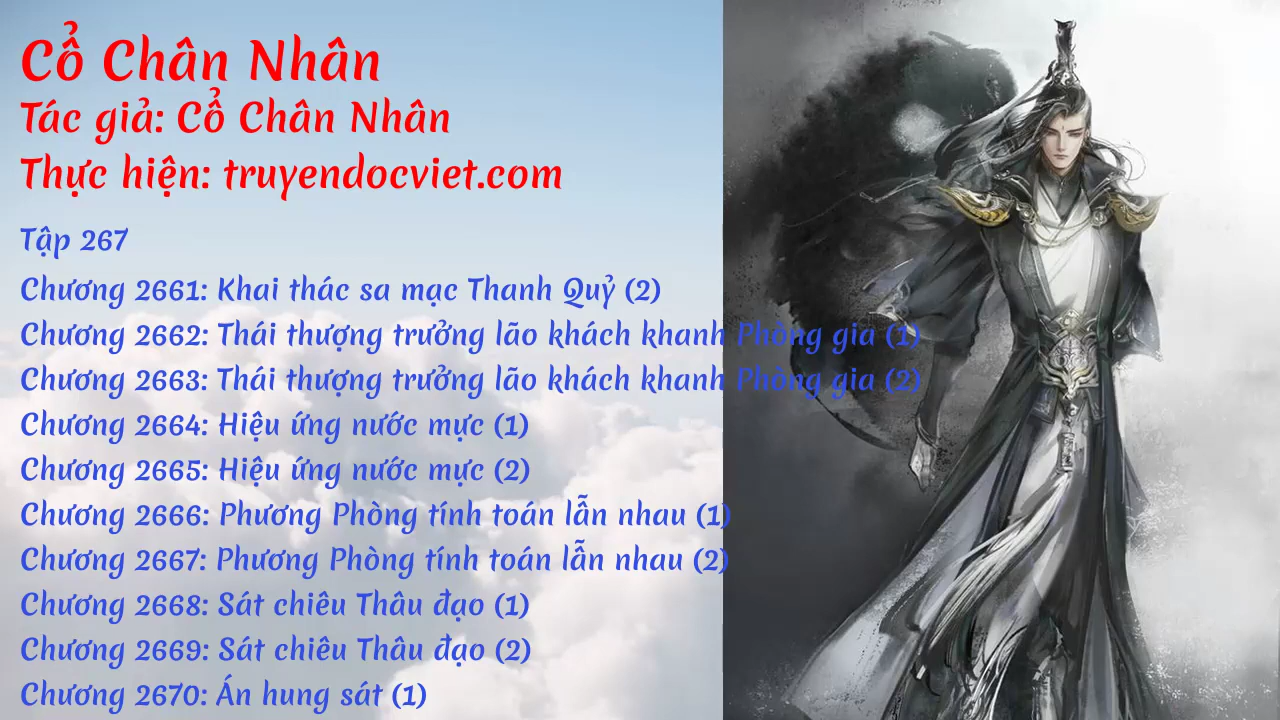 Cổ Chân Nhân
Tác giả: Cổ Chân Nhân
Thực hiện: truyendocviet.com
Tập 267
Chương 2661: Khai thác sa mạc Thanh Quỷ (2)
Chương 2662: Thái thượng trưởng lão khách khanh Phòng gia (1)
Chương 2663: Thái thượng trưởng lão khách khanh Phòng gia (2)
Chương 2664: Hiệu ứng nước mực (1)
Chương 2665: Hiệu ứng nước mực (2)
Chương 2666: Phương Phòng tính toán lẫn nhau (1)
Chương 2667: Phương Phòng tính toán lẫn nhau (2)
Chương 2668: Sát chiêu Thâu đạo (1)
Chương 2669: Sát chiêu Thâu đạo (2)
Chương 2670: Án hung sát (1)